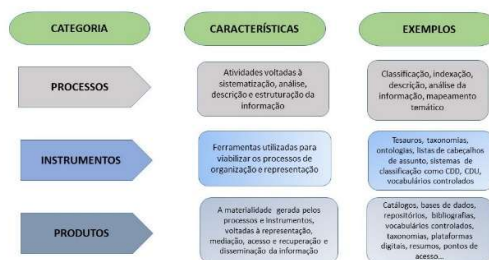 CATEGORIA
CARACTERÍSTICAS
EXEMPLOS
PROCESSOS
Atividades voltadas à
sistematização, análise,
descrição e estruturação da
informação
Classificação, indexação,
descrição, análise da
informação, mapeamento
temático
INSTRUMENTOS
Ferramentas utilizadas para
viabilizar os processos de
organização e representação
Tesauros, taxonomias,
ontologias, listas de cabeçalhos
de assunto, sistemas de
classificação como CDD, CDU,
vocabulários controlados
PRODUTOS
A materialidade gerada pelos
processos e Instrumentos,
voltadas à representação,
mediação, acesso e recuperação e
disseminação da informação
Catálogos, bases de dados,
repositórios, bibliografias,
vocabulários controlados,
taxonomias, plataformas
digitais, resumos, pontos de
acesso...